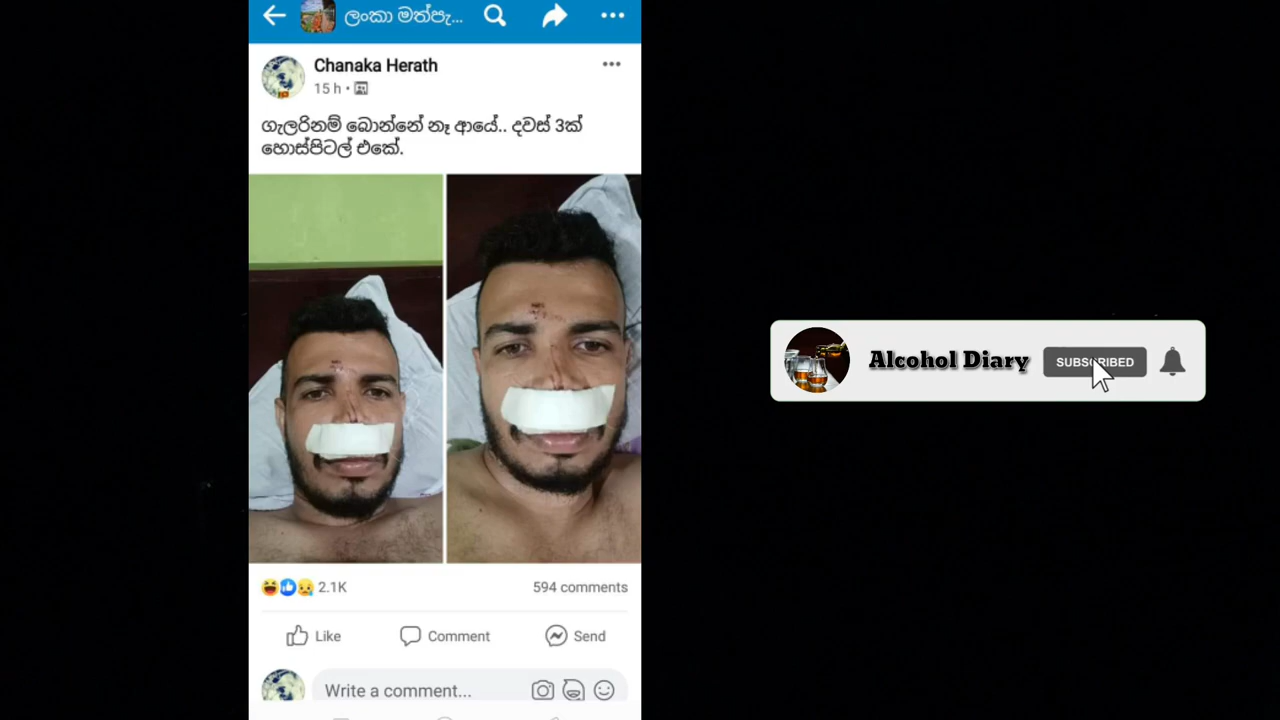 ලංකා මත්පැ...
Chanaka Herath
15 h •
ගැලරිනම් බොන්නේ නෑ ආයේ.. දවස් 3ක්
හොස්පිටල් එකේ.
Alcohol Diary SUBSCRIBED
2.1K 594 comments
Like Comment Send
Write a comment...